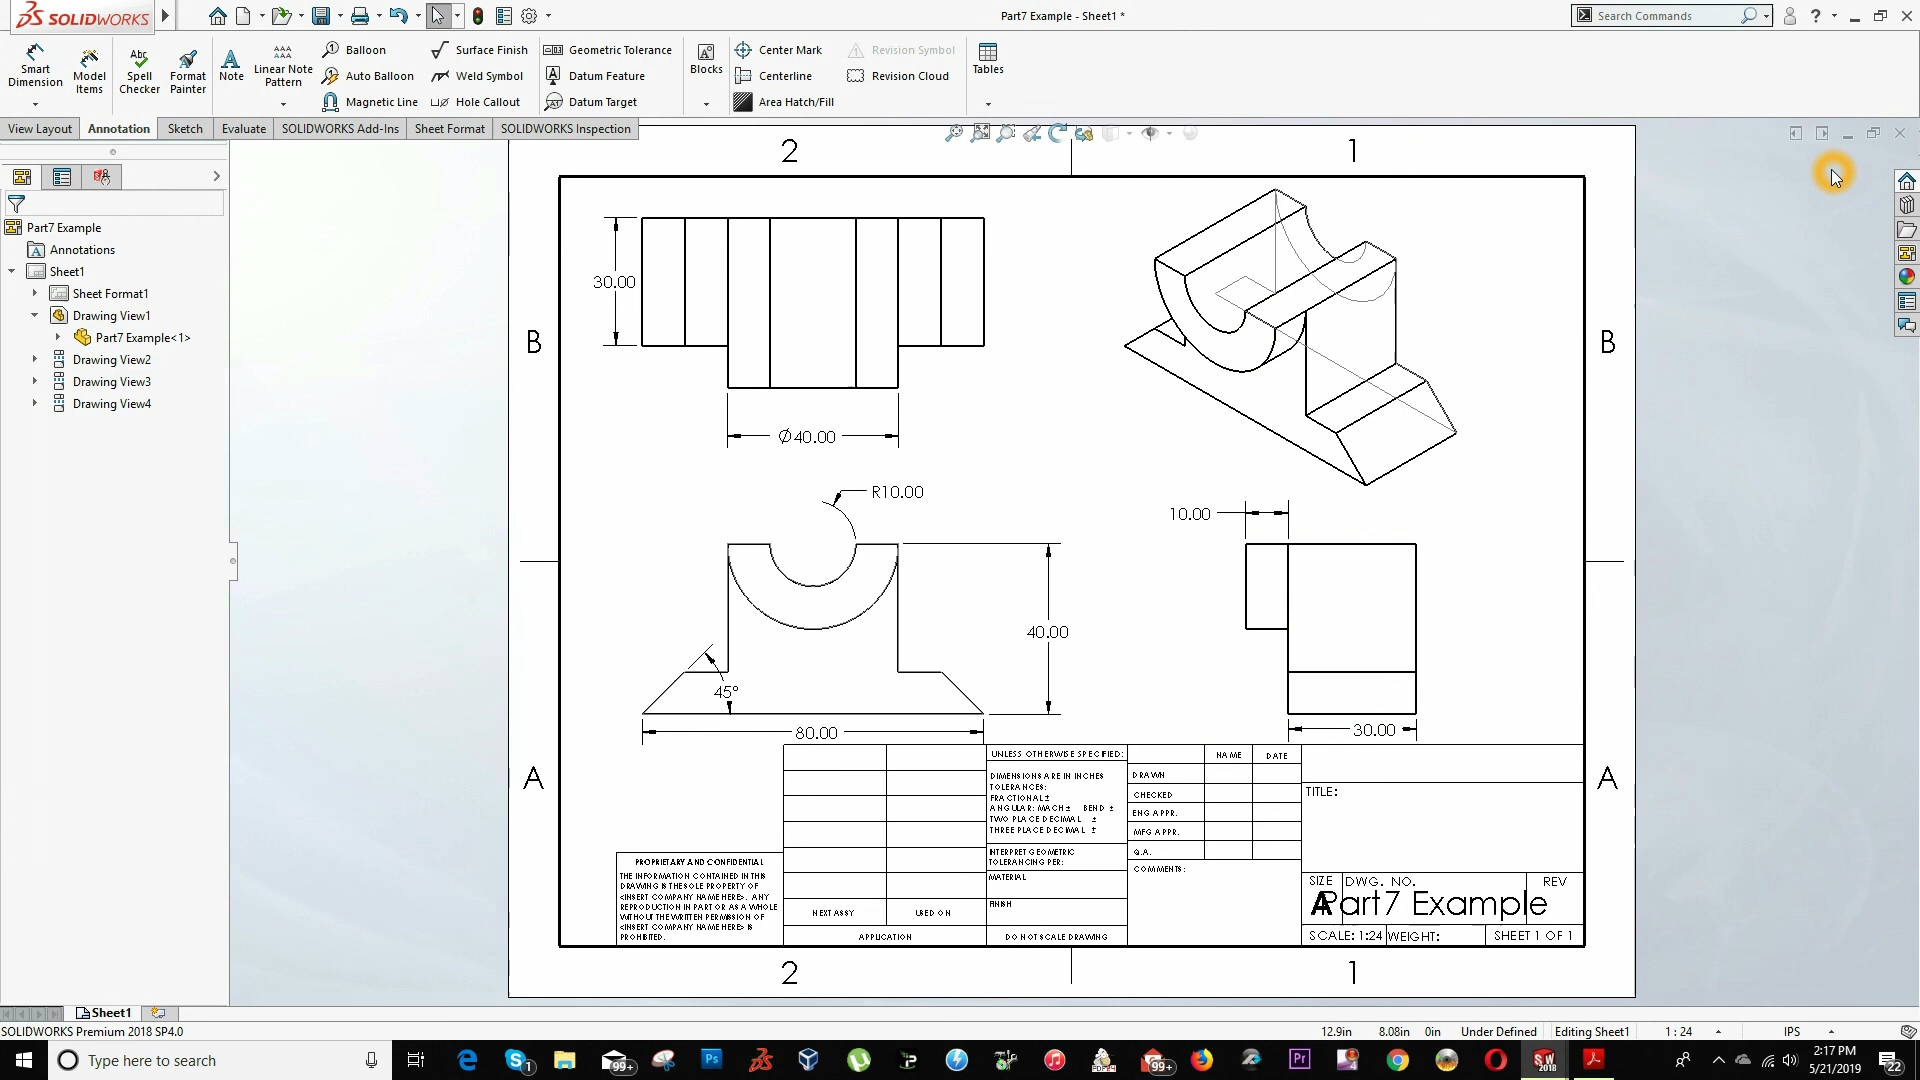 SOLIDWORKS
Part7 Example - Sheet1 *
Search Commands
?
Smart Dimension
Model Items
Abc
Spell Checker
Format Painter
Note
Linear Note Pattern
Balloon
Auto Balloon
Magnetic Line
Surface Finish
Weld Symbol
Hole Callout
Geometric Tolerance
Datum Feature
Datum Target
Blocks
Center Mark
Centerline
Area Hatch/Fill
Revision Symbol
Revision Cloud
Tables
View Layout
Annotation
Sketch
Evaluate
SOLIDWORKS Add-Ins
Sheet Format
SOLIDWORKS Inspection
Part7 Example
Annotations
Sheet1
Sheet Format1
Drawing View1
Part7 Example<1>
Drawing View2
Drawing View3
Drawing View4
2
1
B
B
30.00
Ø40.00
R10.00
10.00
40.00
45°
80.00
30.00
A
A
UNLESS OTHERWISE SPECIFIED:
DIMENSIONS ARE IN INCHES
TOLERANCES:
FRACTIONAL ±
ANGULAR: MACH ± BEND ±
TWO PLACE DECIMAL ±
THREE PLACE DECIMAL ±
INTERPRET GEOMETRIC
TOLERANCING PER:
MATERIAL
FINISH
DO NOT SCALE DRAWING
NAME
DATE
DRAWN
CHECKED
ENG APPR.
MFG APPR.
Q.A.
COMMENTS:
TITLE:
SIZE
DWG. NO.
REV
A
Part7 Example
SCALE: 1:24
WEIGHT:
SHEET 1 OF 1
PROPRIETARY AND CONFIDENTIAL
THE INFORMATION CONTAINED IN THIS
DRAWING IS THE SOLE PROPERTY OF
<INSERT COMPANY NAME HERE>. ANY
REPRODUCTION IN PART OR AS A WHOLE
WITHOUT THE WRITTEN PERMISSION OF
<INSERT COMPANY NAME HERE> IS
PROHIBITED.
NEXT ASSY
USED ON
APPLICATION
2
1
Sheet1
SOLIDWORKS Premium 2018 SP4.0
12.9in
8.08in
0in
Under Defined
Editing Sheet1
1 : 24
IPS
Type here to search
1
99+
Ps
99+
Pr
SW
2018
2:17 PM
5/21/2019
22